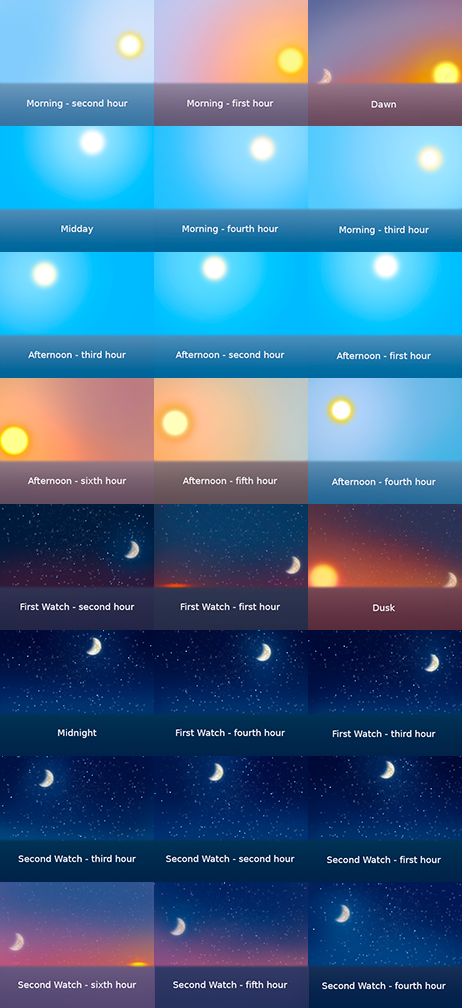 Morning - second hour
Morning - first hour
Dawn
Midday
Morning - fourth hour
Morning - third hour
Afternoon - third hour
Afternoon - second hour
Afternoon - first hour
Afternoon - sixth hour
Afternoon - fifth hour
Afternoon - fourth hour
First Watch - second hour
First Watch - first hour
Dusk
Midnight
First Watch - fourth hour
First Watch - third hour
Second Watch - third hour
Second Watch - second hour
Second Watch - first hour
Second Watch - sixth hour
Second Watch - fifth hour
Second Watch - fourth hour